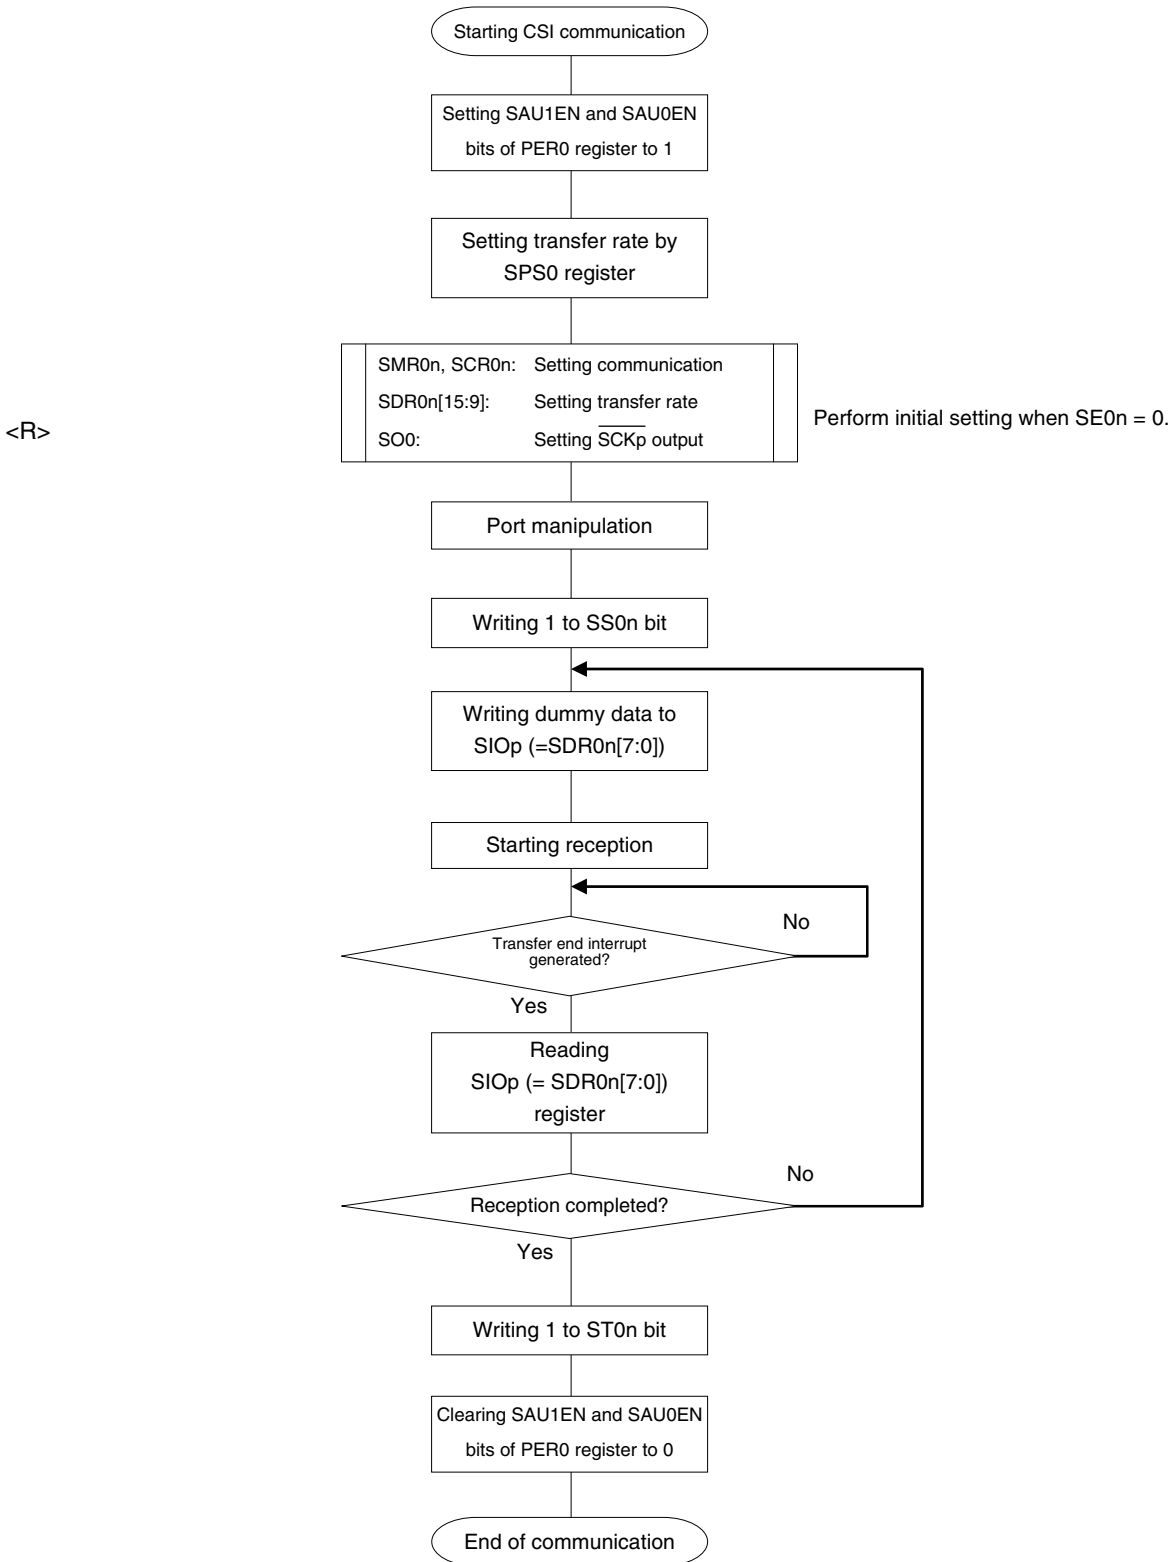 Starting CSI communication
Setting SAU1EN and SAU0EN
bits of PER0 register to 1
Setting transfer rate by
SPS0 register
SMR0n, SCR0n: Setting communication
SDR0n[15:9]: Setting transfer rate
SO0: Setting S̅C̅K̅p̅ output
<R>
Perform initial setting when SE0n = 0.
Port manipulation
Writing 1 to SS0n bit
Writing dummy data to
SIOp (=SDR0n[7:0])
Starting reception
No
Transfer end interrupt
generated?
Yes
Reading
SIOp (= SDR0n[7:0])
register
No
Reception completed?
Yes
Writing 1 to ST0n bit
Clearing SAU1EN and SAU0EN
bits of PER0 register to 0
End of communication